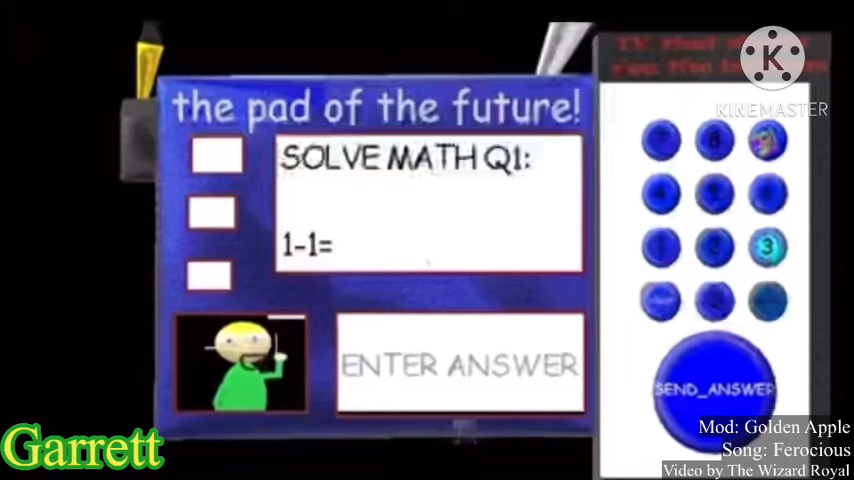 K
KINEMASTER
the pad of the future!
SOLVE MATH Q1:
1-1=
3
ENTER ANSWER
SEND_ANSWER
Garrett
Mod: Golden Apple
Song: Ferocious
Video by The Wizard Royal